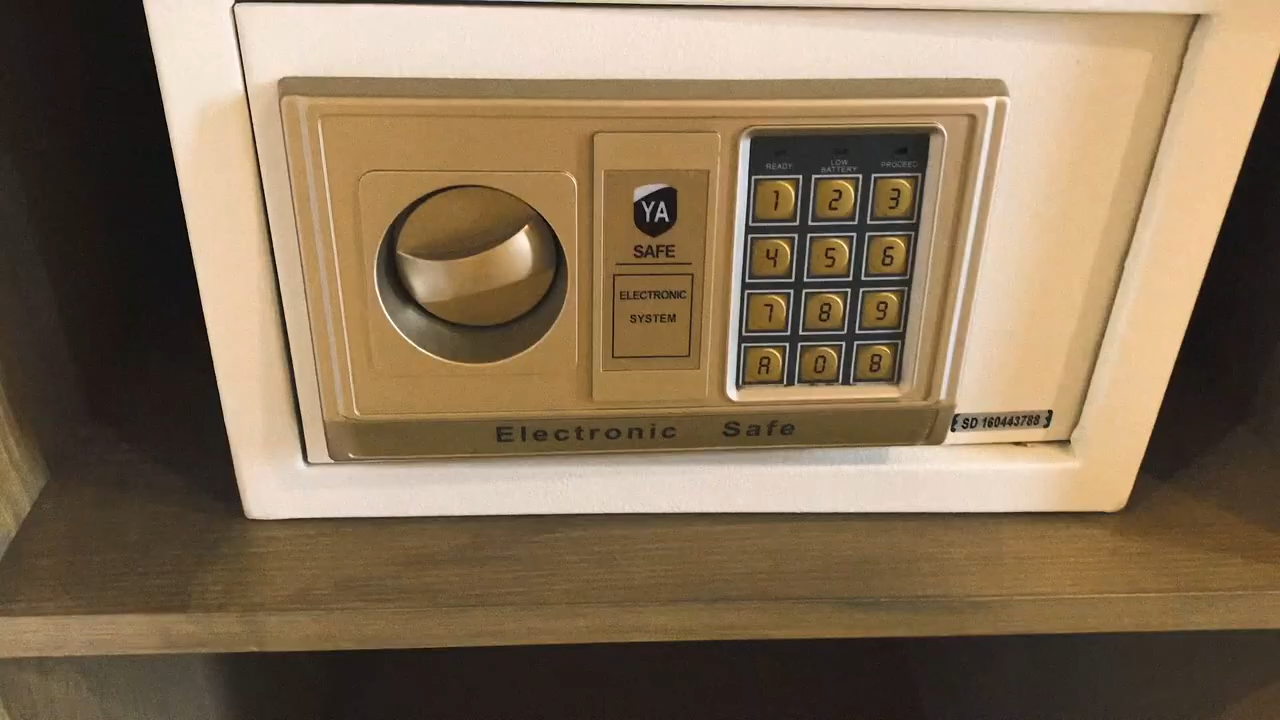 YA
SAFE
ELECTRONIC
SYSTEM
READY
LOW
BATTERY
PROCEED
1 2 3
4 5 6
7 8 9
A 0 8
Electronic Safe
SD 160443788